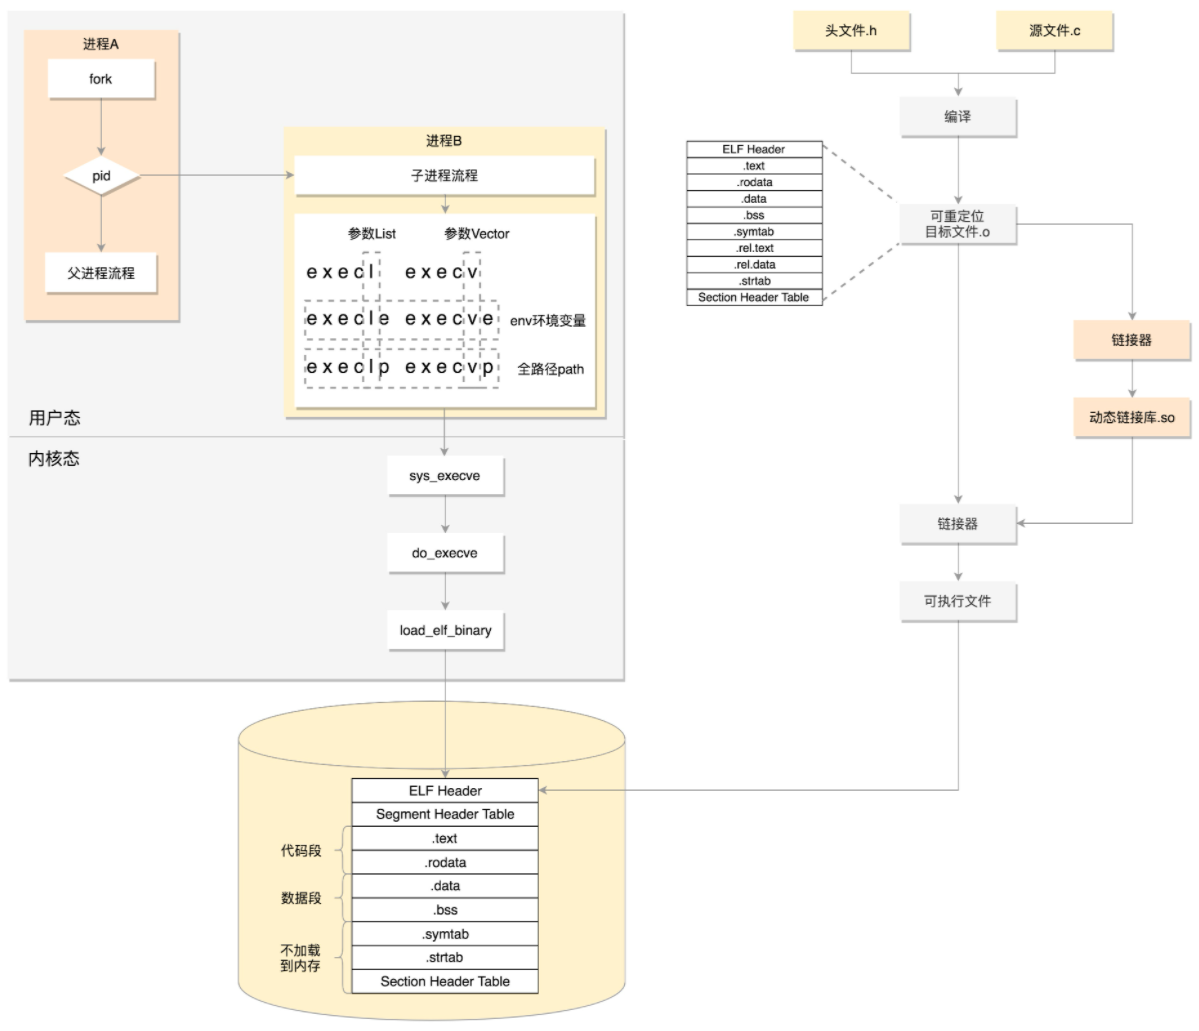 进程A
fork
pid
父进程流程
进程B
子进程流程
参数List 参数Vector
execl execv
execle execve env环境变量
execlp execvp 全路径path
用户态
内核态
sys_execve
do_execve
load_elf_binary
ELF Header
Segment Header Table
.text
.rodata
.data
.bss
.symtab
.strtab
Section Header Table
代码段
数据段
不加载
到内存
头文件.h
源文件.c
编译
ELF Header
.text
.rodata
.data
.bss
.symtab
.rel.text
.rel.data
.strtab
Section Header Table
可重定位
目标文件.o
链接器
动态链接库.so
链接器
可执行文件